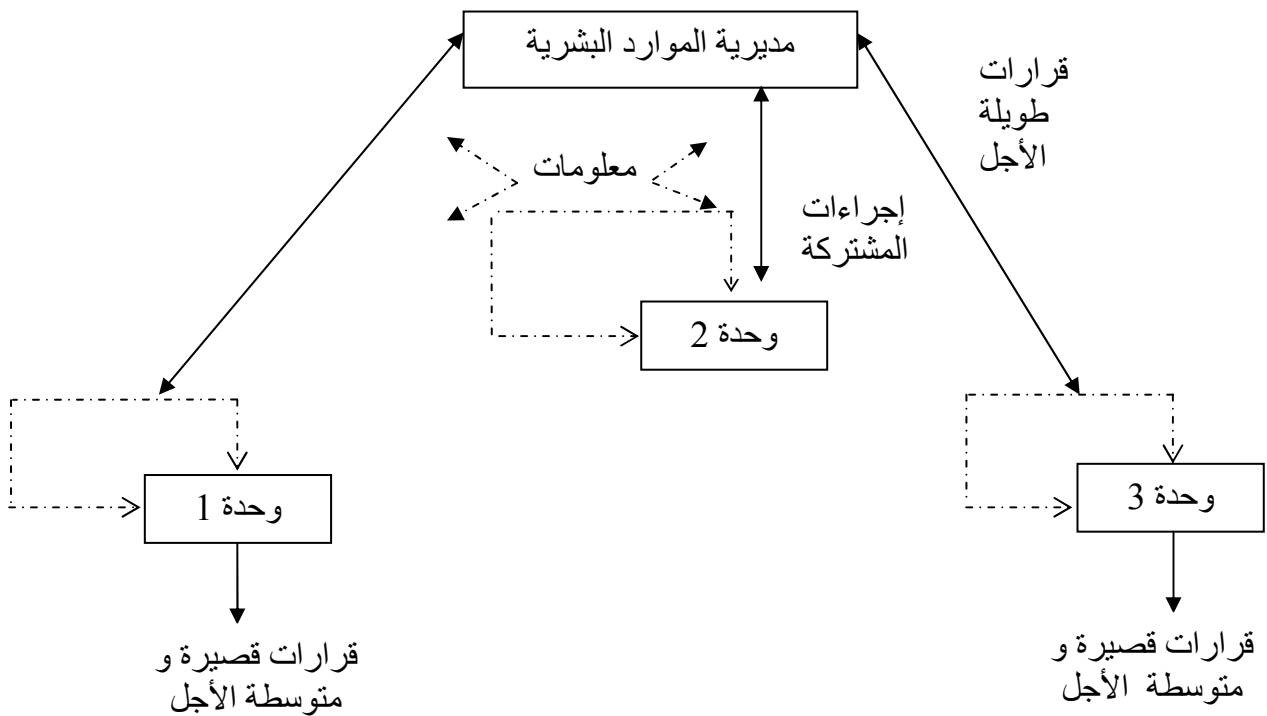 مديرية الموارد البشرية
قرارات
طويلة
الأجل
معلومات
إجراءات
المشتركة
وحدة 2
وحدة 1
وحدة 3
قرارات قصيرة و
متوسطة الأجل
قرارات قصيرة و
متوسطة الأجل